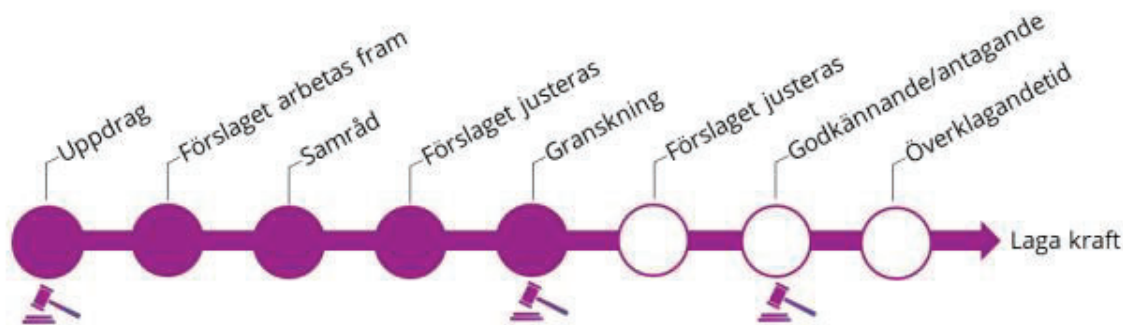 Uppdrag
Förslaget arbetas fram
Samråd
Förslaget justeras
Granskning
Förslaget justeras
Godkännande/antagande
Överklagandetid
Laga kraft